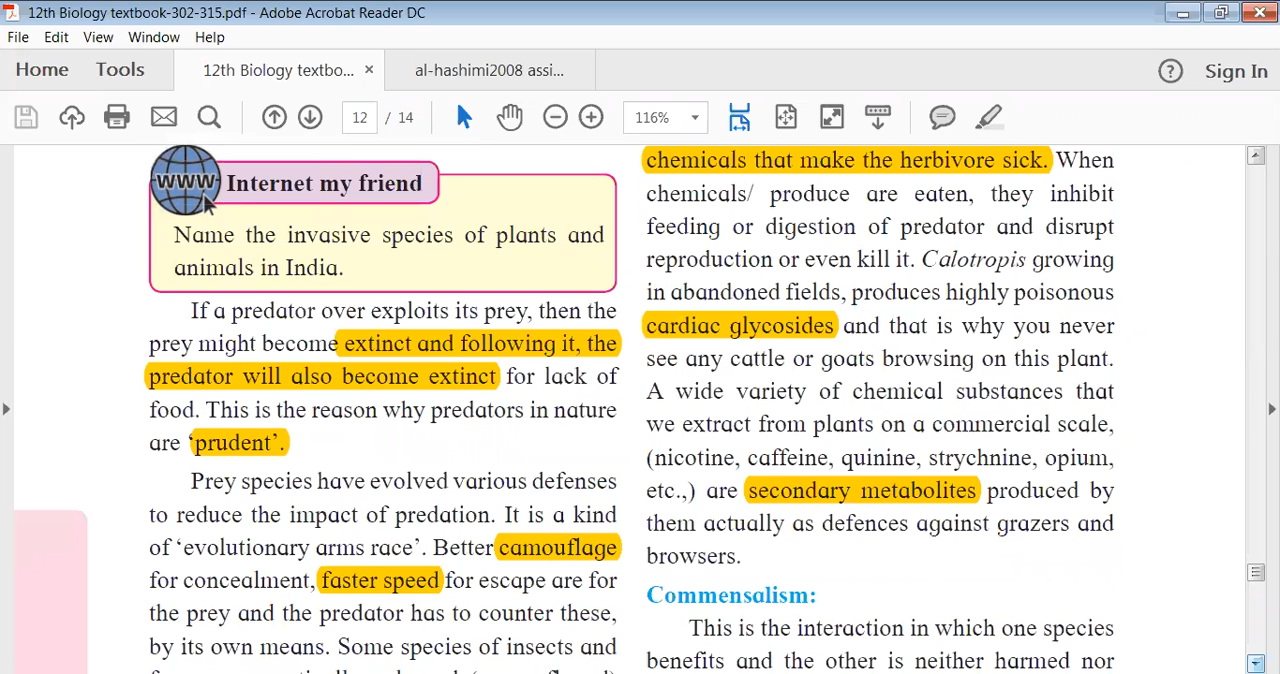 12th Biology textbook-302-315.pdf - Adobe Acrobat Reader DC
File Edit View Window Help
Home Tools 12th Biology textbo... × al-hashimi2008 assi... ? Sign In
12 / 14 116%
WWW Internet my friend
Name the invasive species of plants and
animals in India.
If a predator over exploits its prey, then the
prey might become extinct and following it, the
predator will also become extinct for lack of
food. This is the reason why predators in nature
are ‘prudent’.
Prey species have evolved various defenses
to reduce the impact of predation. It is a kind
of ‘evolutionary arms race’. Better camouflage
for concealment, faster speed for escape are for
the prey and the predator has to counter these,
by its own means. Some species of insects and
chemicals that make the herbivore sick. When
chemicals/ produce are eaten, they inhibit
feeding or digestion of predator and disrupt
reproduction or even kill it. Calotropis growing
in abandoned fields, produces highly poisonous
cardiac glycosides and that is why you never
see any cattle or goats browsing on this plant.
A wide variety of chemical substances that
we extract from plants on a commercial scale,
(nicotine, caffeine, quinine, strychnine, opium,
etc.,) are secondary metabolites produced by
them actually as defences against grazers and
browsers.
Commensalism:
This is the interaction in which one species
benefits and the other is neither harmed nor